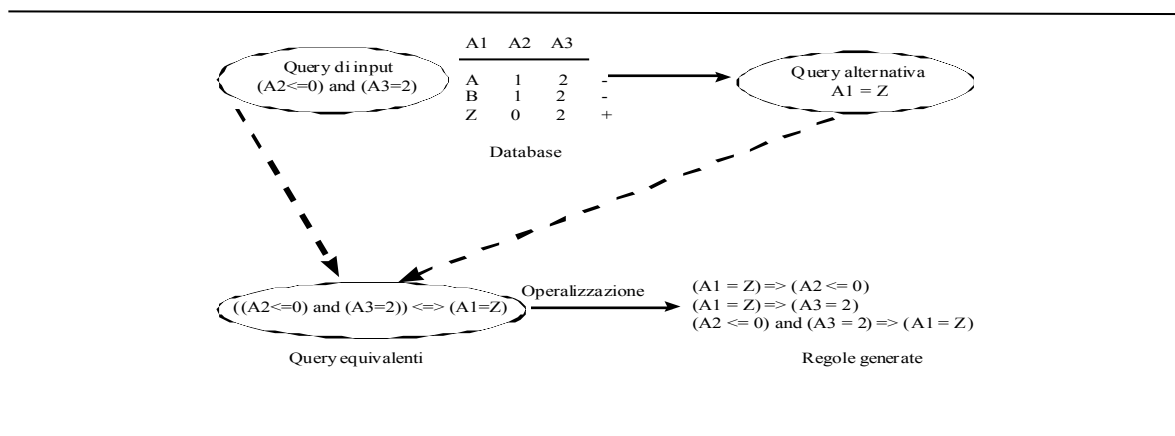 Query di input
(A2<=0) and (A3=2)
A1 A2 A3
A 1 2 -
B 1 2 -
Z 0 2 +
Database
Query alternativa
A1 = Z
((A2<=0) and (A3=2)) <=> (A1=Z)
Query equivalenti
Operalizzazione
(A1 = Z) => (A2 <= 0)
(A1 = Z) => (A3 = 2)
(A2 <= 0) and (A3 = 2) => (A1 = Z)
Regole generate